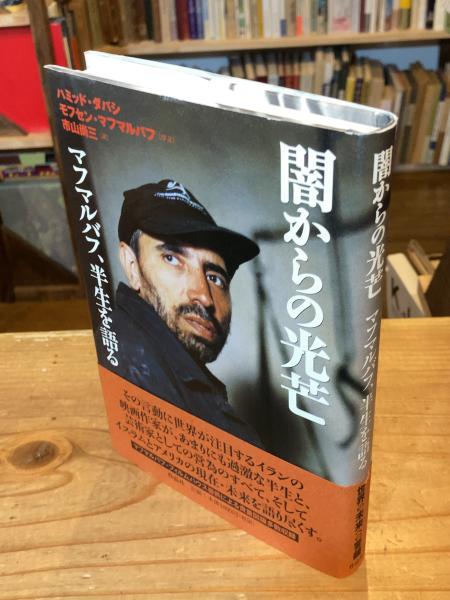 ハミッド・ダバシ
モフセン・マフマルバフ
市山尚三
闇からの光芒
マフマルバフ、半生を語る
その言動に世界が注目するイランの
映画作家が、あまりにも過激な半生と、
芸術家としての営為のすべて、そして
イスラムとアメリカの現在・未来を語り尽くす。
闇からの光芒
マフマルバフ、半生を語る